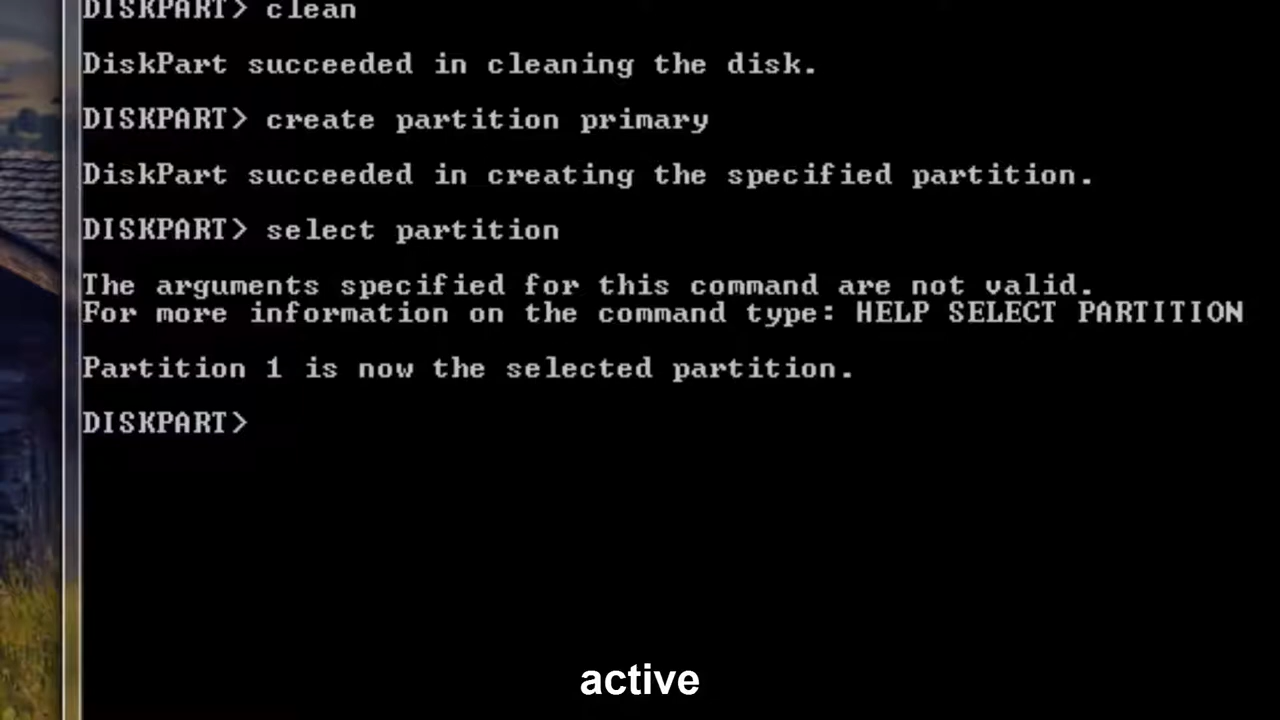 DISKPART> clean
DiskPart succeeded in cleaning the disk.
DISKPART> create partition primary
DiskPart succeeded in creating the specified partition.
DISKPART> select partition
The arguments specified for this command are not valid.
For more information on the command type: HELP SELECT PARTITION
Partition 1 is now the selected partition.
DISKPART>
active